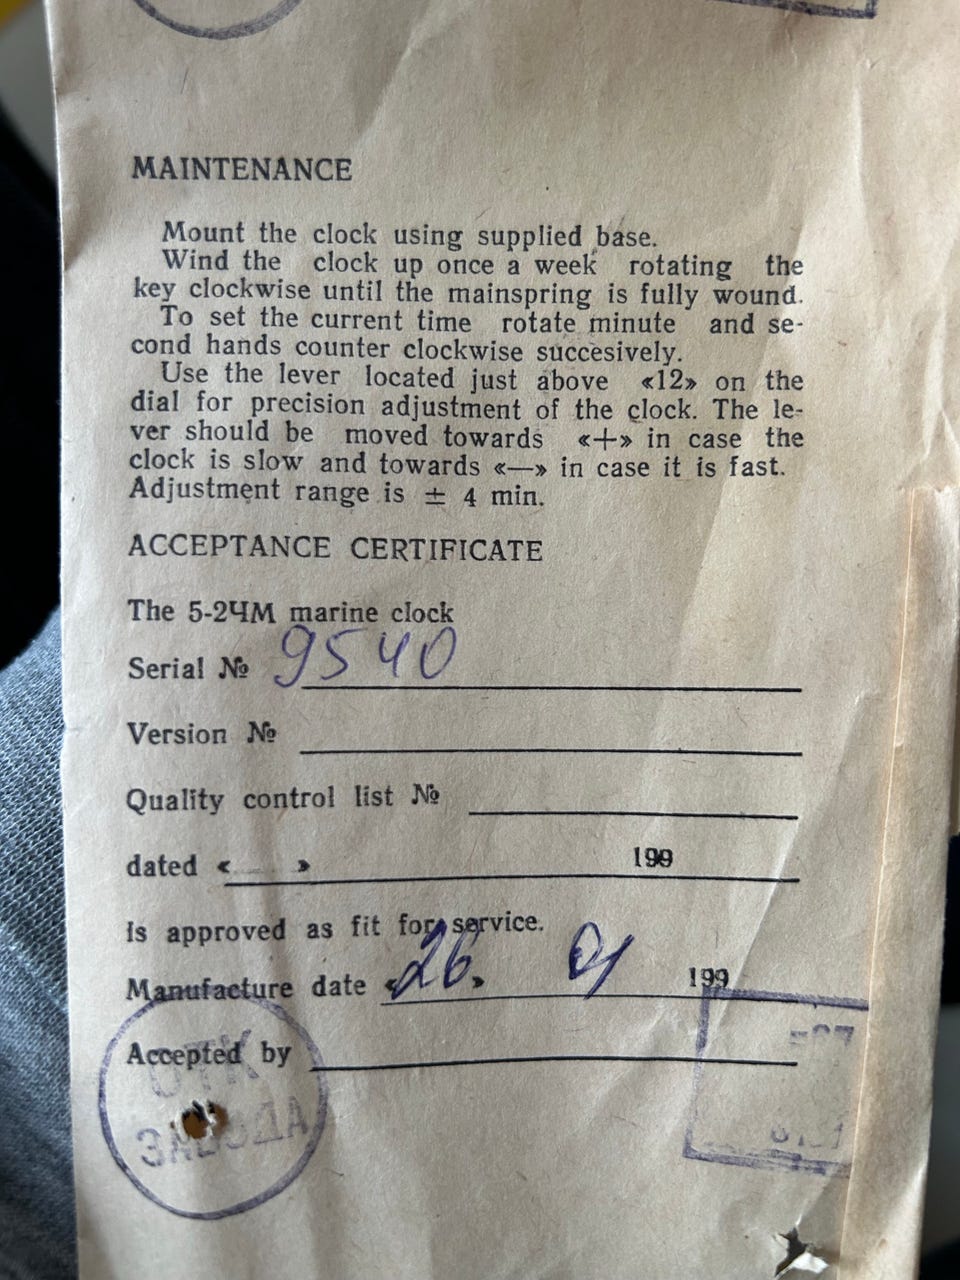 MAINTENANCE
Mount the clock using supplied base.
Wind the clock up once a week rotating the
key clockwise until the mainspring is fully wound.
To set the current time rotate minute and se-
cond hands counter clockwise succesively.
Use the lever located just above «12» on the
dial for precision adjustment of the clock. The le-
ver should be moved towards «+» in case the
clock is slow and towards «—» in case it is fast.
Adjustment range is ± 4 min.
ACCEPTANCE CERTIFICATE
The 5-24M marine clock
Serial № 9540
Version №
Quality control list №
dated « » 199
is approved as fit for service.
Manufacture date «26» 199
Accepted by
ОТК
ЗАВОДА